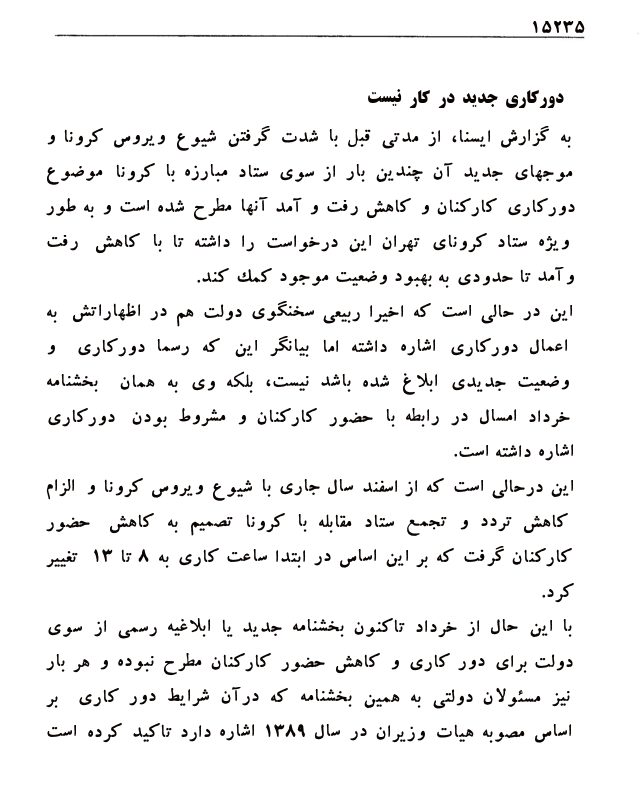 ۱۵۲۳۵
دورکاری جدید در کار نیست
به گزارش ایسنا، از مدتی قبل با شدت گرفتن شیوع ویروس کرونا و
موجهای جدید آن چندین بار از سوی ستاد مبارزه با کرونا موضوع
دورکاری کارکنان و کاهش رفت و آمد آنها مطرح شده است و به طور
ویژه ستاد کرونای تهران این درخواست را داشته تا با کاهش رفت
و آمد تا حدودی به بهبود وضعیت موجود کمك کند.
این در حالی است که اخیرا ربیعی سخنگوی دولت هم در اظهاراتش به
اعمال دورکاری اشاره داشته اما بیانگر این که رسما دورکاری و
وضعیت جدیدی ابلاغ شده باشد نیست، بلکه وی به همان بخشنامه
خرداد امسال در رابطه با حضور کارکنان و مشروط بودن دورکاری
اشاره داشته است.
این درحالی است که از اسفند سال جاری با شیوع ویروس کرونا و الزام
کاهش تردد و تجمع ستاد مقابله با کرونا تصمیم به کاهش حضور
کارکنان گرفت که بر این اساس در ابتدا ساعت کاری به ۸ تا ۱۳ تغییر
کرد.
با این حال از خرداد تاکنون بخشنامه جدید یا ابلاغیه رسمی از سوی
دولت برای دور کاری و کاهش حضور کارکنان مطرح نبوده و هر بار
نیز مسئولان دولتی به همین بخشنامه که درآن شرایط دور کاری بر
اساس مصوبه هیات وزیران در سال ۱۳۸۹ اشاره دارد تاکید کرده است